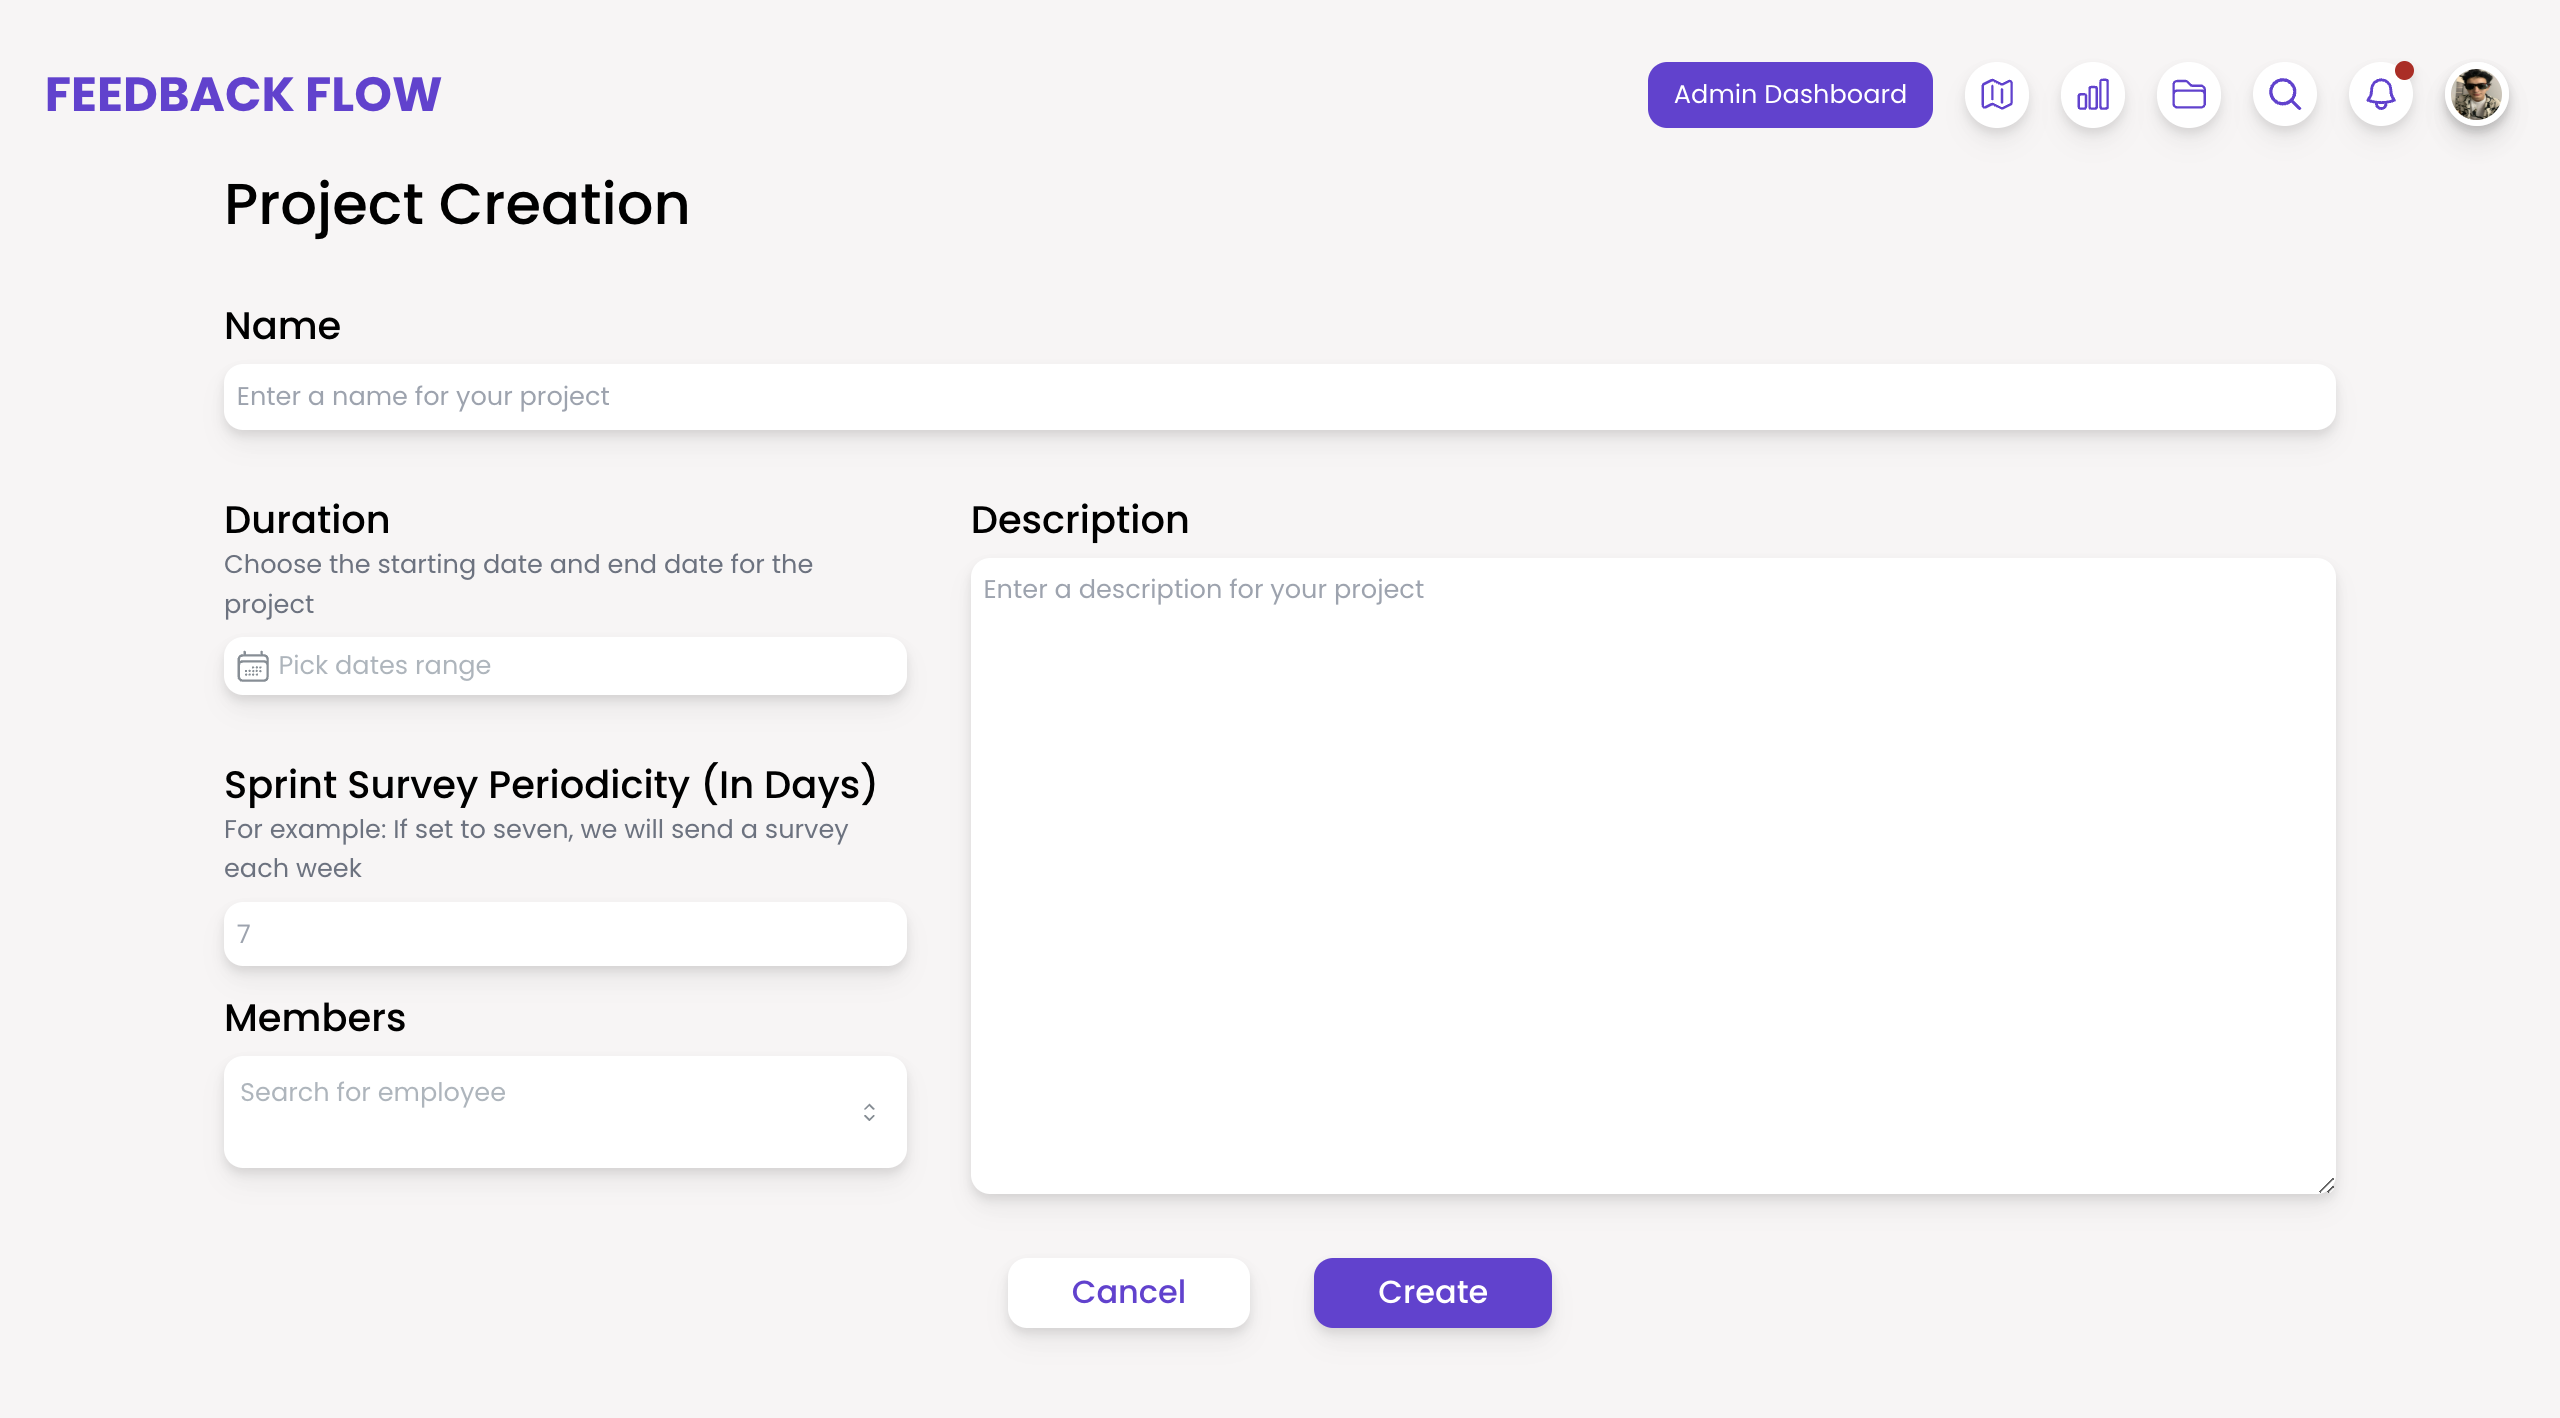 FEEDBACK FLOW
Admin Dashboard
Project Creation
Name
Enter a name for your project
Duration
Choose the starting date and end date for the
project
Pick dates range
Sprint Survey Periodicity (In Days)
For example: If set to seven, we will send a survey
each week
7
Members
Search for employee
Description
Enter a description for your project
Cancel
Create